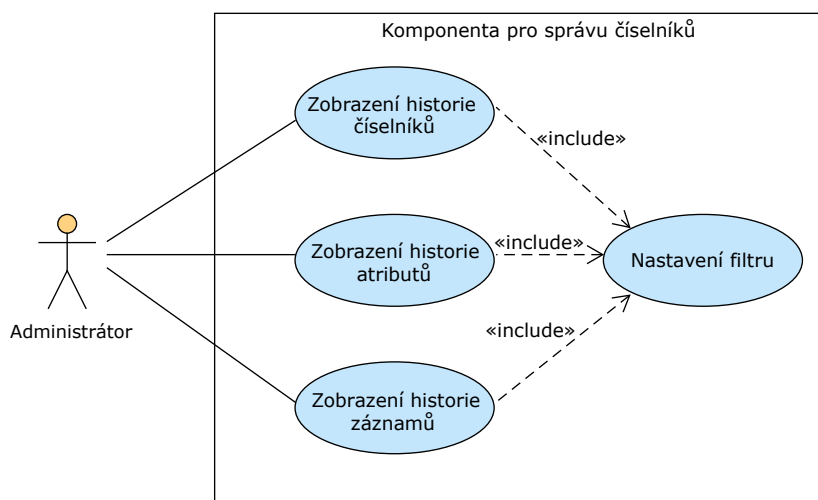 Komponenta pro správu číselníků
Zobrazení historie
číselníků
«include»
Zobrazení historie
atributů
«include»
Nastavení filtru
Administrátor
«include»
Zobrazení historie
záznamů